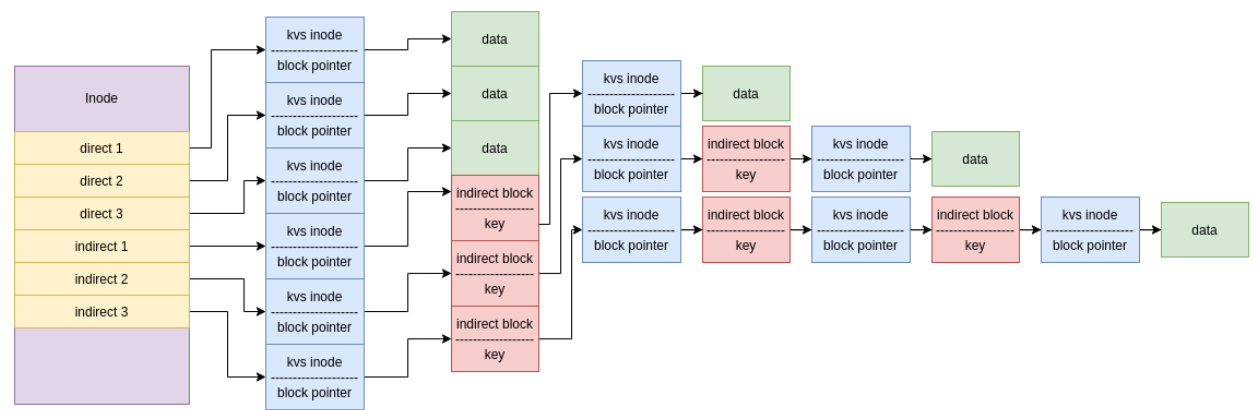 Inode
direct 1
direct 2
direct 3
indirect 1
indirect 2
indirect 3
kvs inode
block pointer
kvs inode
block pointer
kvs inode
block pointer
kvs inode
block pointer
kvs inode
block pointer
kvs inode
block pointer
data
data
data
indirect block
key
indirect block
key
indirect block
key
kvs inode
block pointer
data
kvs inode
block pointer
indirect block
key
kvs inode
block pointer
data
kvs inode
block pointer
indirect block
key
kvs inode
block pointer
indirect block
key
kvs inode
block pointer
data